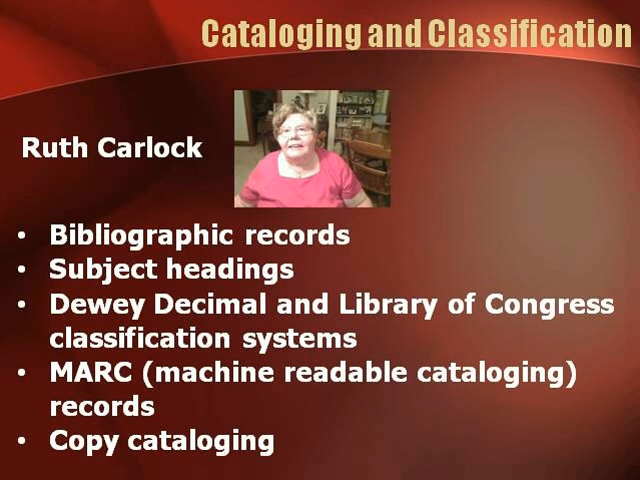 Cataloging and Classification
Ruth Carlock
• Bibliographic records
• Subject headings
• Dewey Decimal and Library of Congress
classification systems
• MARC (machine readable cataloging)
records
• Copy cataloging